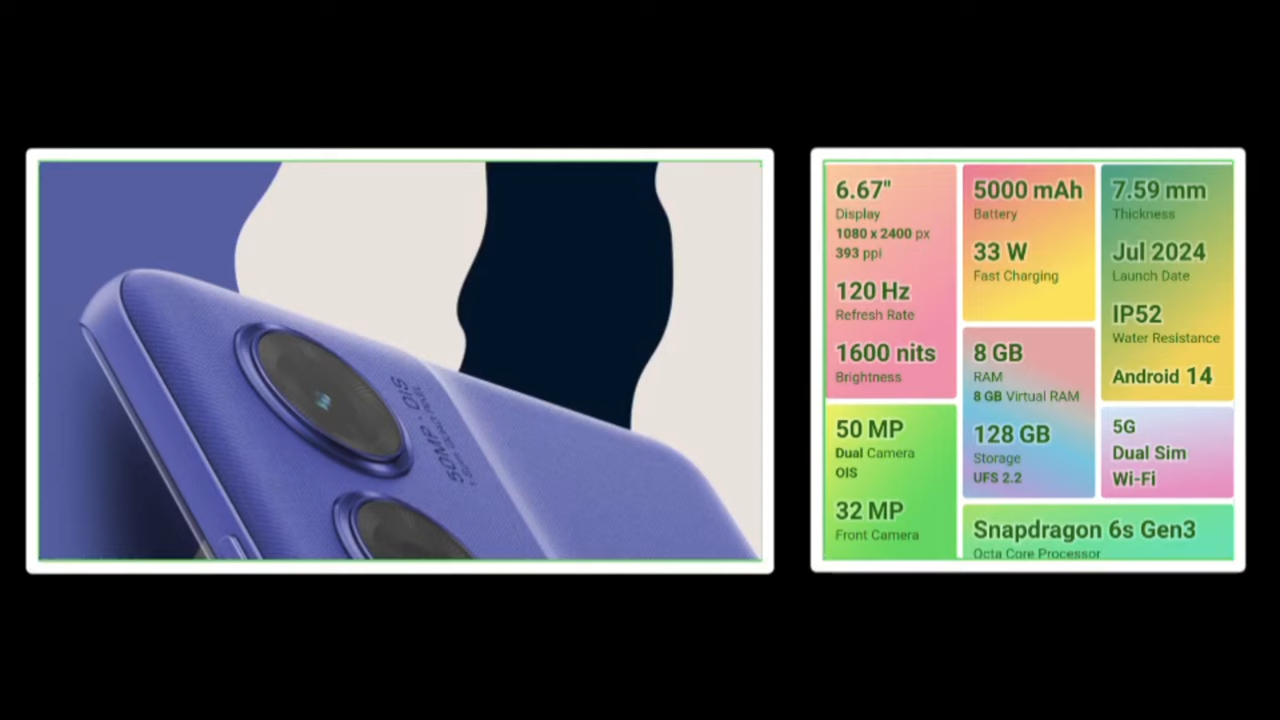 50MP . OIS
6.67"
Display
1080 x 2400 px
393 ppi
120 Hz
Refresh Rate
1600 nits
Brightness
50 MP
Dual Camera
OIS
32 MP
Front Camera
5000 mAh
Battery
33 W
Fast Charging
8 GB
RAM
8 GB Virtual RAM
128 GB
Storage
UFS 2.2
7.59 mm
Thickness
Jul 2024
Launch Date
IP52
Water Resistance
Android 14
5G
Dual Sim
Wi-Fi
Snapdragon 6s Gen3
Octa Core Processor